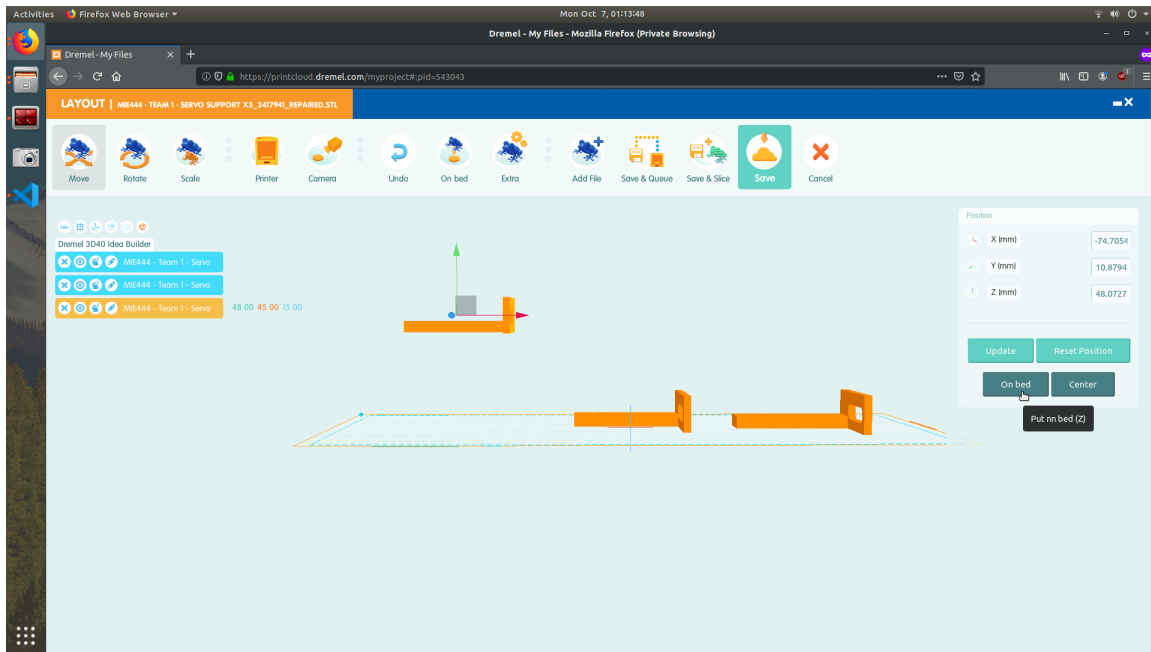 Activities Firefox Web Browser Mon Oct 7, 01:13:48
Dremel - My Files - Mozilla Firefox (Private Browsing)
Dremel - My Files
https://printcloud.dremel.com/myproject#;pid=543043
LAYOUT | MIE444 - TEAM 1 - SERVO SUPPORT X3_3417941_REPAIRED.STL
Move Rotate Scale Printer Camera Undo On bed Extra Add File Save & Queue Save & Slice Save Cancel
Position
Dremel 3D40 Idea Builder
X (mm) -74.7054
MIE444 - Team 1 - Servo
Y (mm) 10.8794
MIE444 - Team 1 - Servo
Z (mm) 48.0727
MIE444 - Team 1 - Servo 48.00 45.00 15.00
Update Reset Position
On bed Center
Put nn bed (Z)